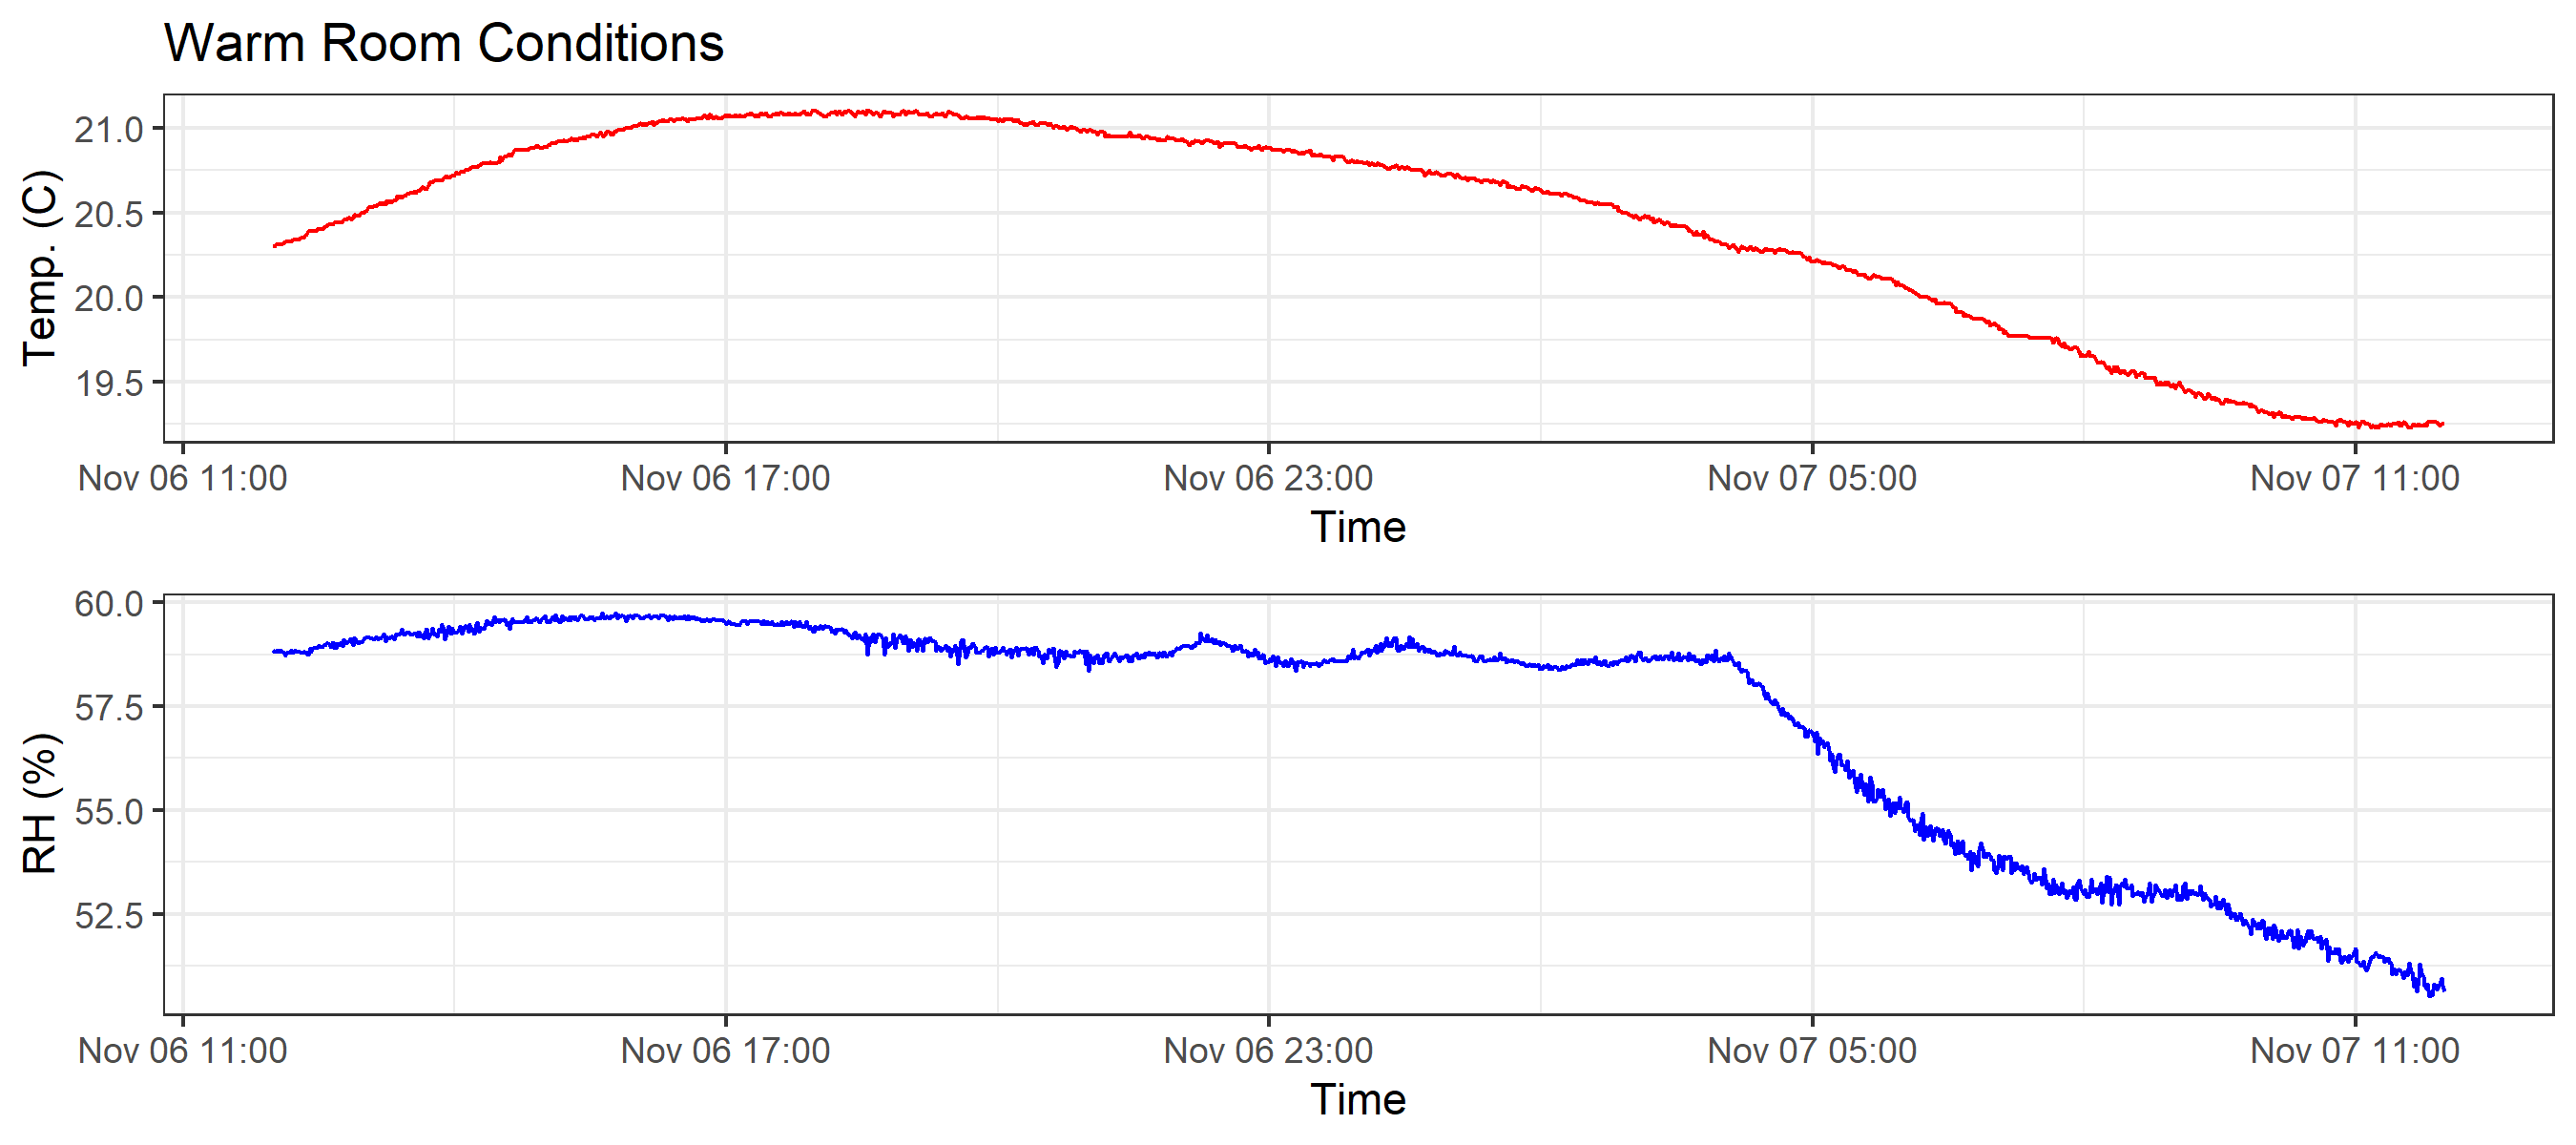 Warm Room Conditions
Temp. (C)
21.0
20.5
20.0
19.5
Nov 06 11:00 Nov 06 17:00 Nov 06 23:00 Nov 07 05:00 Nov 07 11:00
Time
RH (%)
60.0
57.5
55.0
52.5
Nov 06 11:00 Nov 06 17:00 Nov 06 23:00 Nov 07 05:00 Nov 07 11:00
Time